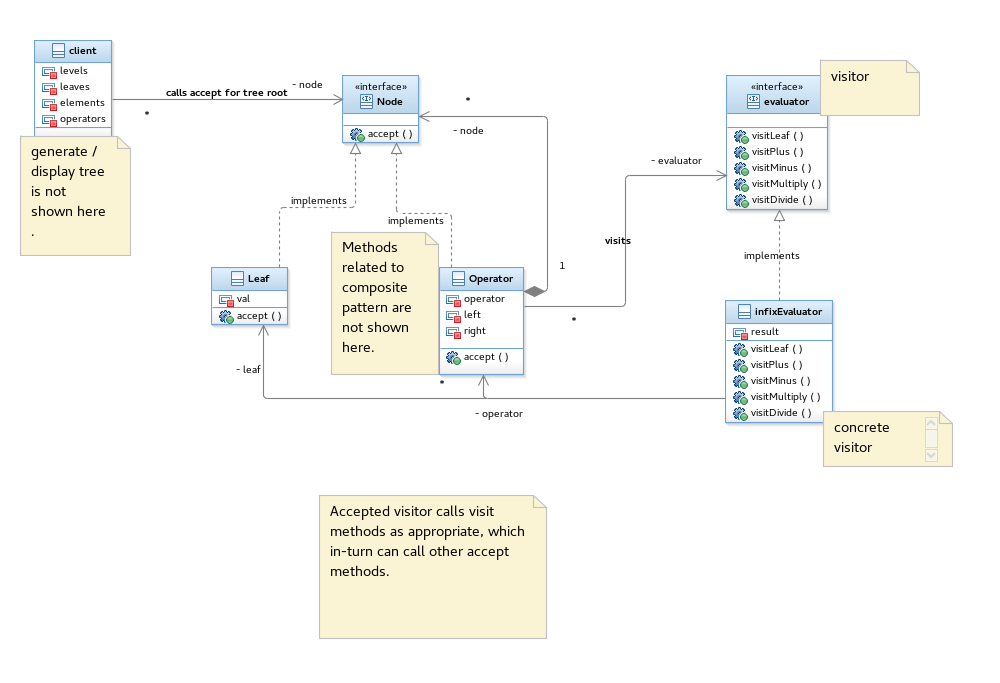 client
levels
leaves
elements
operators
generate /
display tree
is not
shown here
.
calls accept for tree root
- node
*
«interface»
Node
accept ( )
*
- node
«interface»
evaluator
visitLeaf ( )
visitPlus ( )
visitMinus ( )
visitMultiply ( )
visitDivide ( )
visitor
- evaluator
implements
implements
visits
implements
Methods
related to
composite
pattern are
not shown
here.
Leaf
val
accept ( )
Operator
operator
left
right
accept ( )
1
*
infixEvaluator
result
visitLeaf ( )
visitPlus ( )
visitMinus ( )
visitMultiply ( )
visitDivide ( )
- leaf
*
- operator
concrete
visitor
Accepted visitor calls visit
methods as appropriate, which
in-turn can call other accept
methods.